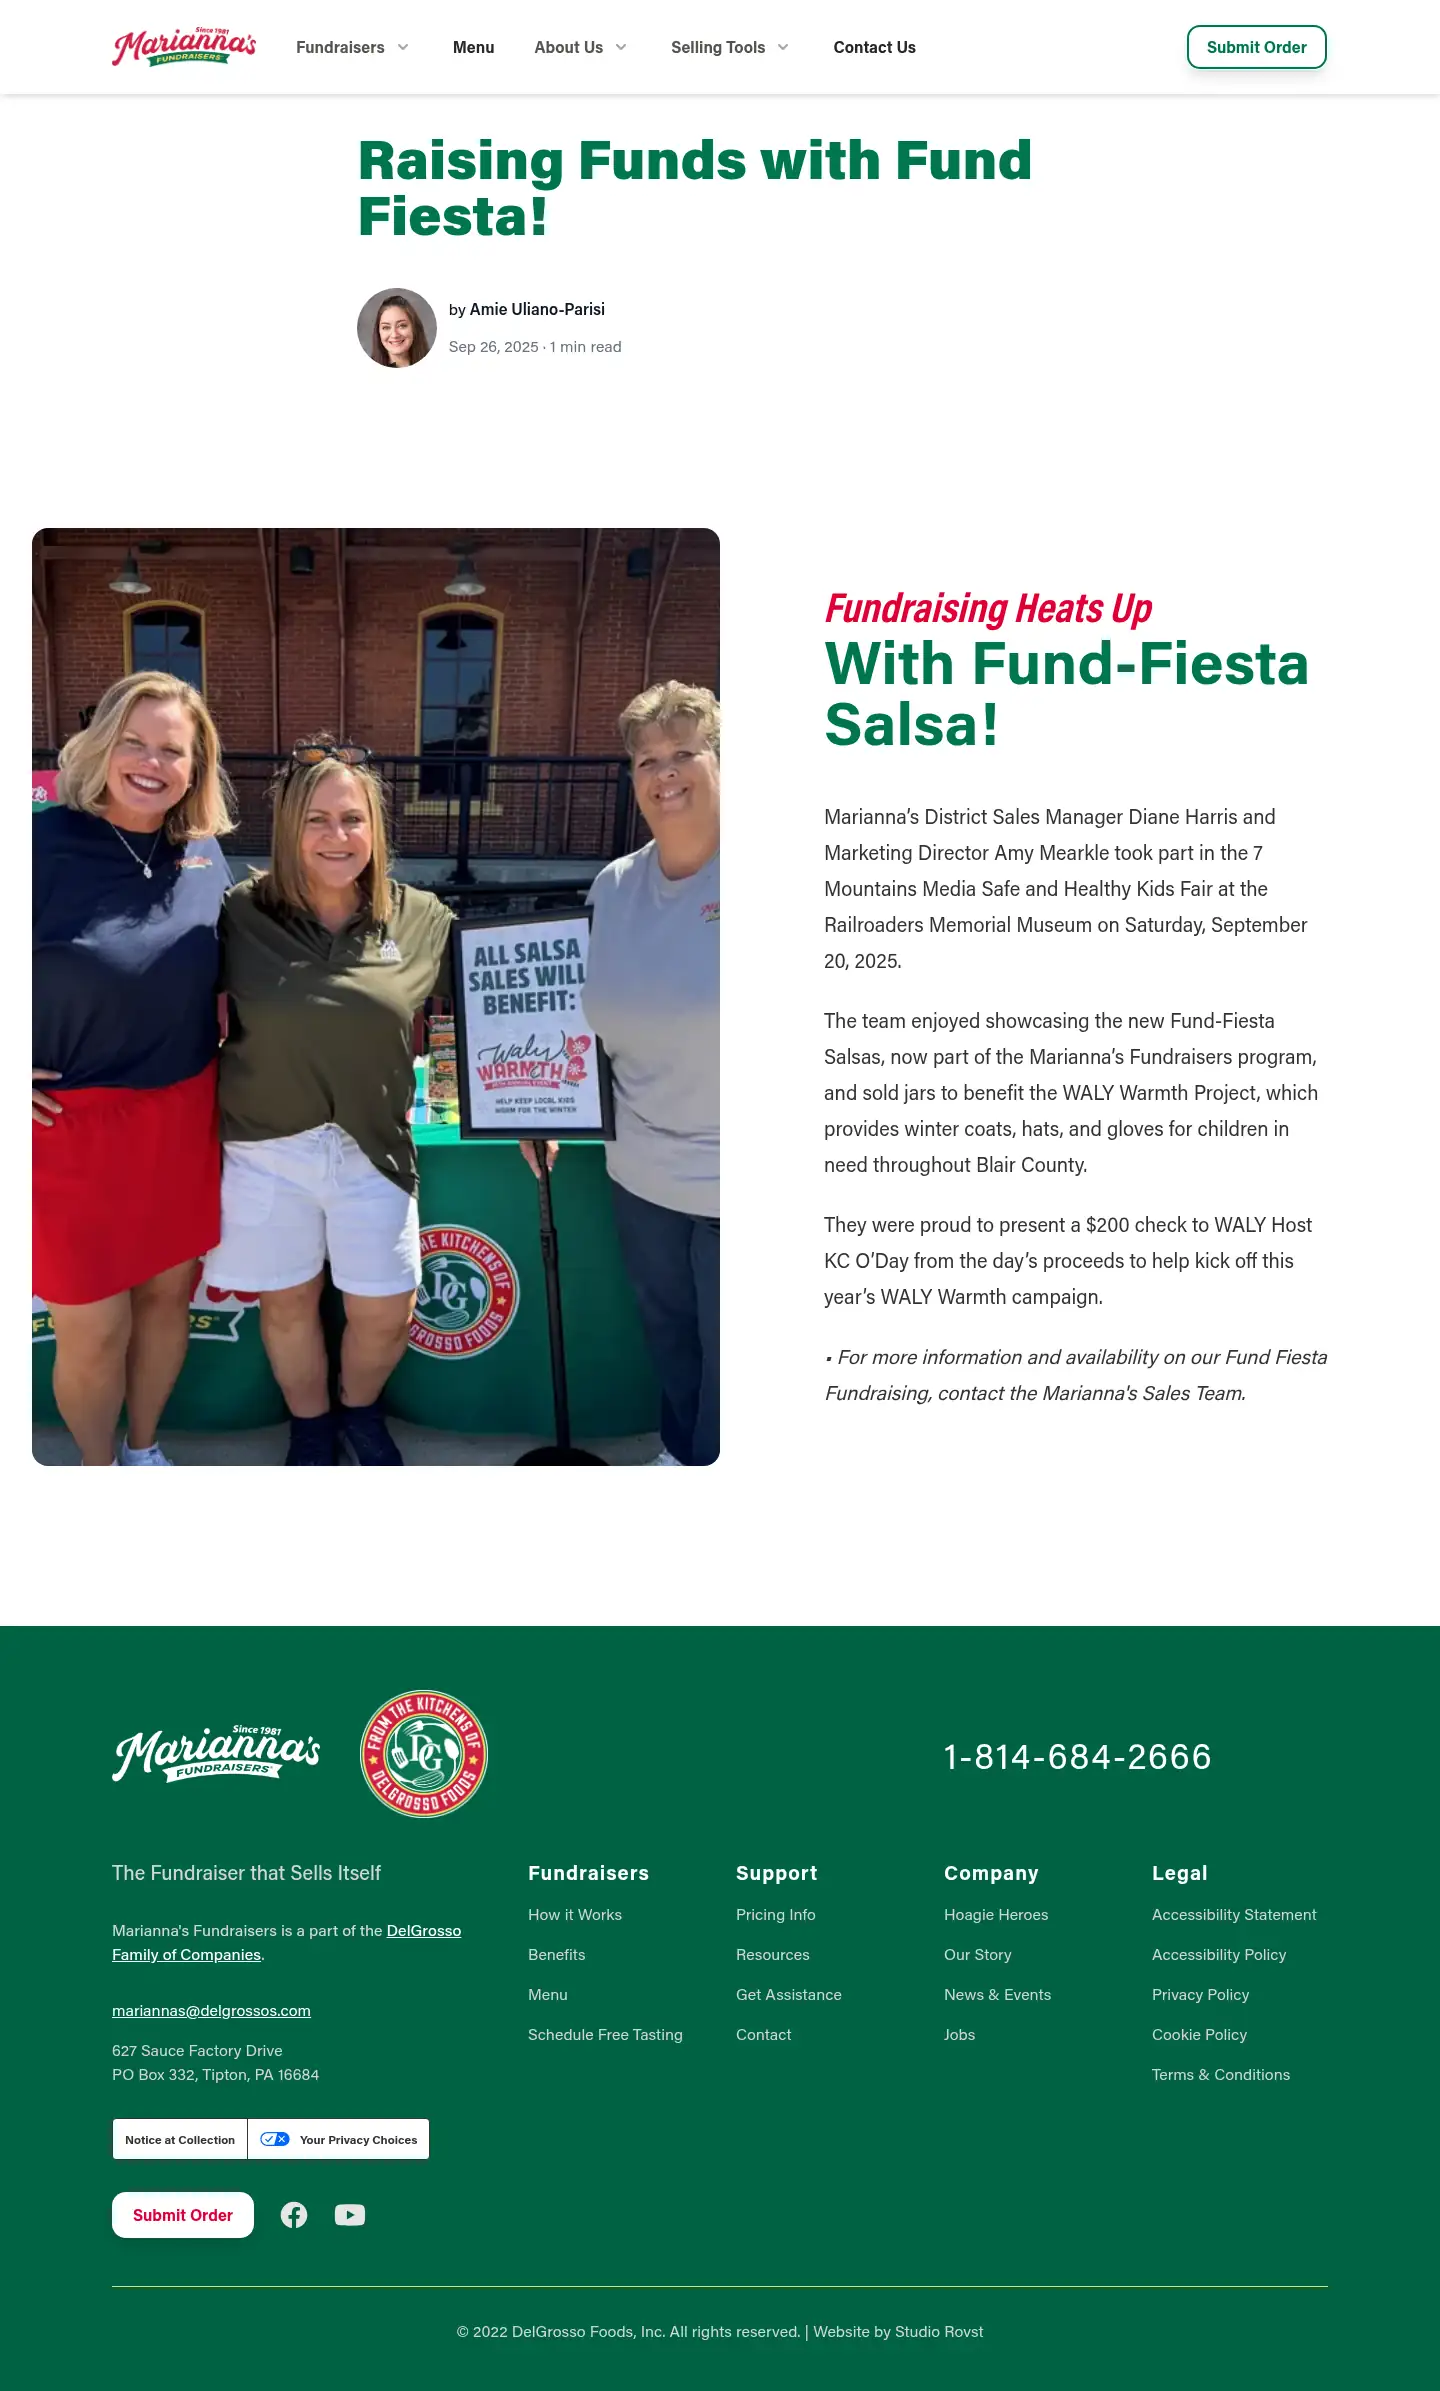 Since 1981
Marianna's
FUNDRAISERS
Fundraisers
Menu
About Us
Selling Tools
Contact Us
Submit Order
Raising Funds with Fund
Fiesta!
by Amie Uliano-Parisi
Sep 26, 2025 · 1 min read
ALL SALSA
SALES WILL
BENEFIT:
Waly
WARMTH
ANNUAL EVENT
HELP KEEP LOCAL KIDS
WARM FOR THE WINTER
THE KITCHENS OF
DG
DELGROSSO FOODS
Fundraising Heats Up
With Fund-Fiesta
Salsa!
Marianna’s District Sales Manager Diane Harris and
Marketing Director Amy Mearkle took part in the 7
Mountains Media Safe and Healthy Kids Fair at the
Railroaders Memorial Museum on Saturday, September
20, 2025.
The team enjoyed showcasing the new Fund-Fiesta
Salsas, now part of the Marianna’s Fundraisers program,
and sold jars to benefit the WALY Warmth Project, which
provides winter coats, hats, and gloves for children in
need throughout Blair County.
They were proud to present a $200 check to WALY Host
KC O’Day from the day’s proceeds to help kick off this
year’s WALY Warmth campaign.
• For more information and availability on our Fund Fiesta
Fundraising, contact the Marianna's Sales Team.
Since 1981
Marianna's
FUNDRAISERS
FROM THE KITCHENS OF
DG
DELGROSSO FOODS
1-814-684-2666
The Fundraiser that Sells Itself
Marianna's Fundraisers is a part of the DelGrosso
Family of Companies.
mariannas@delgrossos.com
627 Sauce Factory Drive
PO Box 332, Tipton, PA 16684
Notice at Collection
Your Privacy Choices
Submit Order
Fundraisers
How it Works
Benefits
Menu
Schedule Free Tasting
Support
Pricing Info
Resources
Get Assistance
Contact
Company
Hoagie Heroes
Our Story
News & Events
Jobs
Legal
Accessibility Statement
Accessibility Policy
Privacy Policy
Cookie Policy
Terms & Conditions
© 2022 DelGrosso Foods, Inc. All rights reserved. | Website by Studio Rovst